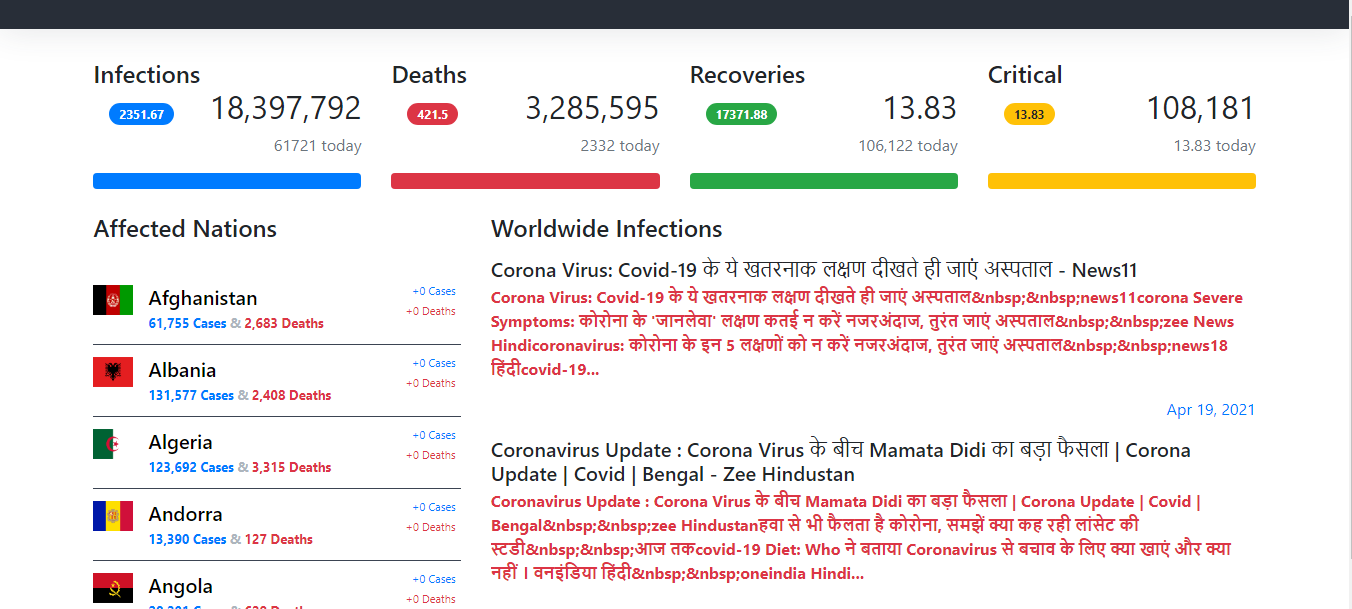 Infections
2351.67 18,397,792
61721 today
Deaths
421.5 3,285,595
2332 today
Recoveries
17371.88 13.83
106,122 today
Critical
13.83 108,181
13.83 today
Affected Nations
Afghanistan
61,755 Cases & 2,683 Deaths
+0 Cases
+0 Deaths
Albania
131,577 Cases & 2,408 Deaths
+0 Cases
+0 Deaths
Algeria
123,692 Cases & 3,315 Deaths
+0 Cases
+0 Deaths
Andorra
13,390 Cases & 127 Deaths
+0 Cases
+0 Deaths
Angola
+0 Cases
+0 Deaths
Worldwide Infections
Corona Virus: Covid-19 के ये खतरनाक लक्षण दीखते ही जाएं अस्पताल - News11
Corona Virus: Covid-19 के ये खतरनाक लक्षण दीखते ही जाएं अस्पताल&nbsp;&nbsp;news11corona Severe
Symptoms: कोरोना के 'जानलेवा' लक्षण कतई न करें नजरअंदाज, तुरंत जाएं अस्पताल&nbsp;&nbsp;zee News
Hindicoronavirus: कोरोना के इन 5 लक्षणों को न करें नजरअंदाज, तुरंत जाएं अस्पताल&nbsp;&nbsp;news18
हिंदीcovid-19...
Apr 19, 2021
Coronavirus Update : Corona Virus के बीच Mamata Didi का बड़ा फैसला | Corona
Update | Covid | Bengal - Zee Hindustan
Coronavirus Update : Corona Virus के बीच Mamata Didi का बड़ा फैसला | Corona Update | Covid |
Bengal&nbsp;&nbsp;zee Hindustanहवा से भी फैलता है कोरोना, समझें क्या कह रही लांसेट की
स्टडी&nbsp;&nbsp;आज तकcovid-19 Diet: Who ने बताया Coronavirus से बचाव के लिए क्या खाएं और क्या
नहीं । वनइंडिया हिंदी&nbsp;&nbsp;oneindia Hindi...